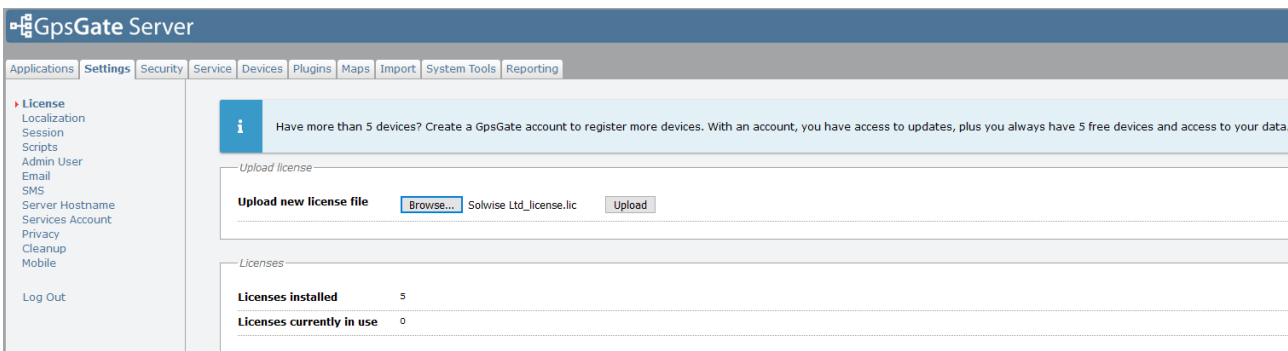 GpsGate Server
Applications Settings Security Service Devices Plugins Maps Import System Tools Reporting
License
Localization
Session
Scripts
Admin User
Email
SMS
Server Hostname
Services Account
Privacy
Cleanup
Mobile
Log Out
i Have more than 5 devices? Create a GpsGate account to register more devices. With an account, you have access to updates, plus you always have 5 free devices and access to your data.
Upload license
Upload new license file Browse... Solwise Ltd_license.lic Upload
Licenses
Licenses installed 5
Licenses currently in use 0